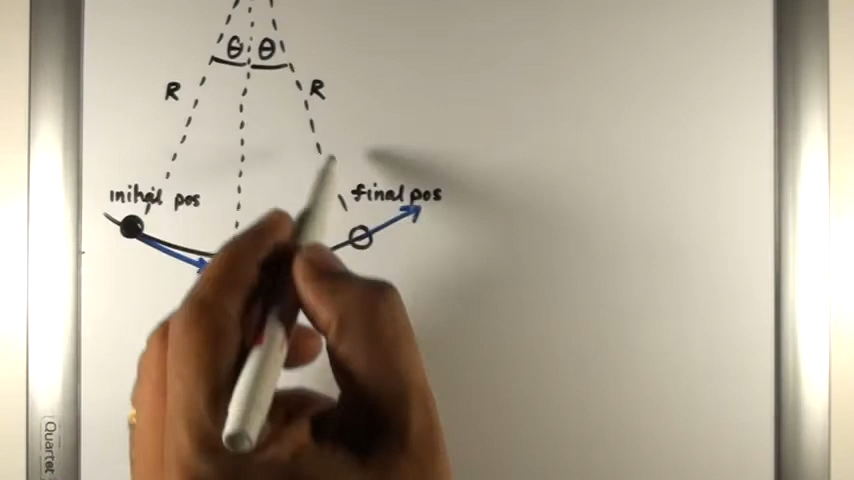 θ θ
R R
initial pos final pos
Quartet